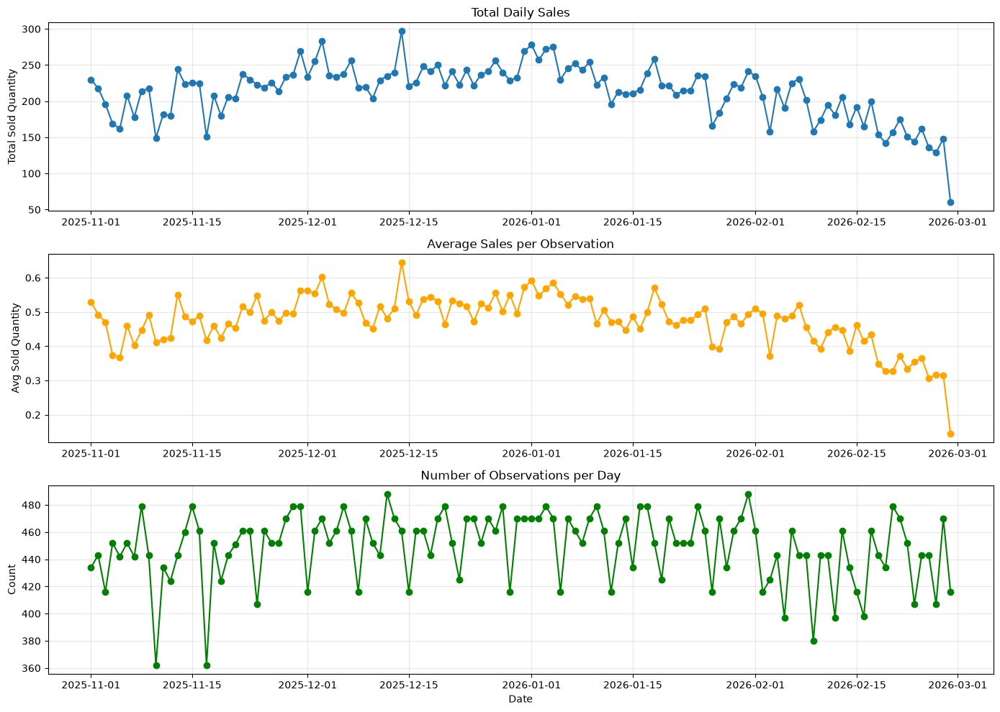 Total Daily Sales
Total Sold Quantity
300
250
200
150
100
50
2025-11-01 2025-11-15 2025-12-01 2025-12-15 2026-01-01 2026-01-15 2026-02-01 2026-02-15 2026-03-01
Average Sales per Observation
Avg Sold Quantity
0.6
0.5
0.4
0.3
0.2
2025-11-01 2025-11-15 2025-12-01 2025-12-15 2026-01-01 2026-01-15 2026-02-01 2026-02-15 2026-03-01
Number of Observations per Day
Count
480
460
440
420
400
380
360
2025-11-01 2025-11-15 2025-12-01 2025-12-15 2026-01-01 2026-01-15 2026-02-01 2026-02-15 2026-03-01
Date